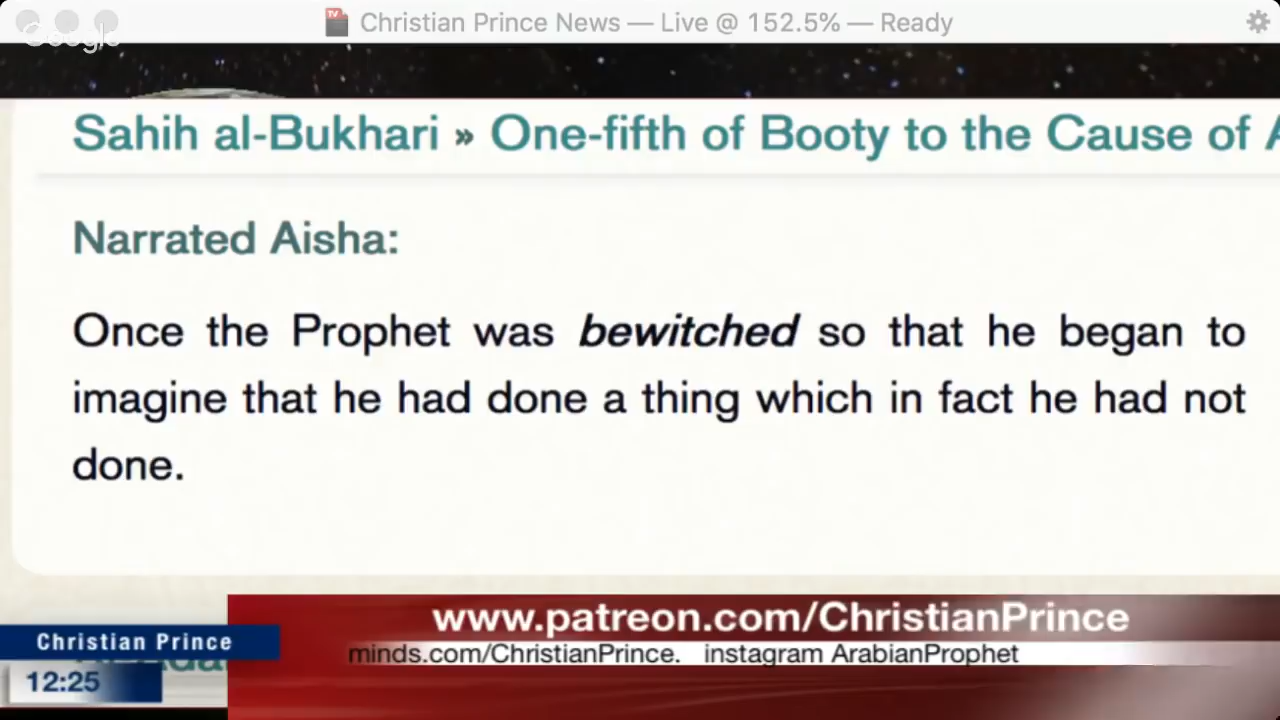 Christian Prince News — Live @ 152.5% — Ready
Google
Sahih al-Bukhari » One-fifth of Booty to the Cause of A
Narrated Aisha:
Once the Prophet was bewitched so that he began to
imagine that he had done a thing which in fact he had not
done.
www.patreon.com/ChristianPrince
Christian Prince
minds.com/ChristianPrince. instagram ArabianProphet
12:25